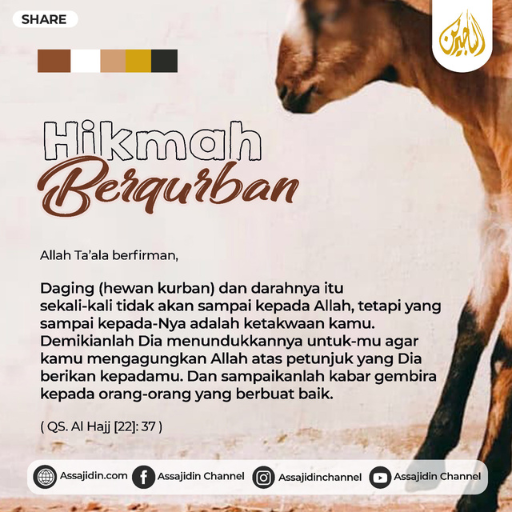 SHARE
الساجدين
Hikmah
Berqurban
Allah Ta'ala berfirman,
Daging (hewan kurban) dan darahnya itu
sekali-kali tidak akan sampai kepada Allah, tetapi yang
sampai kepada-Nya adalah ketakwaan kamu.
Demikianlah Dia menundukkannya untuk-mu agar
kamu mengagungkan Allah atas petunjuk yang Dia
berikan kepadamu. Dan sampaikanlah kabar gembira
kepada orang-orang yang berbuat baik.
( QS. Al Hajj [22]: 37 )
Assajidin.com Assajidin Channel Assajidinchannel Assajidin Channel